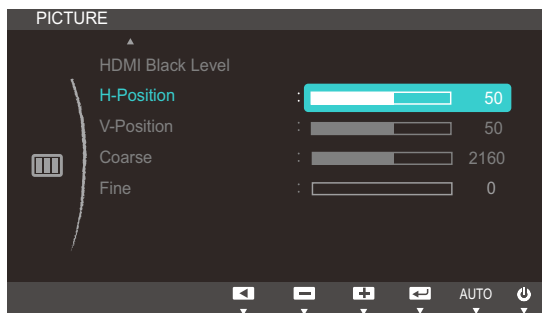 PICTURE
HDMI Black Level
H-Position : 50
V-Position : 50
Coarse : 2160
Fine : 0
AUTO